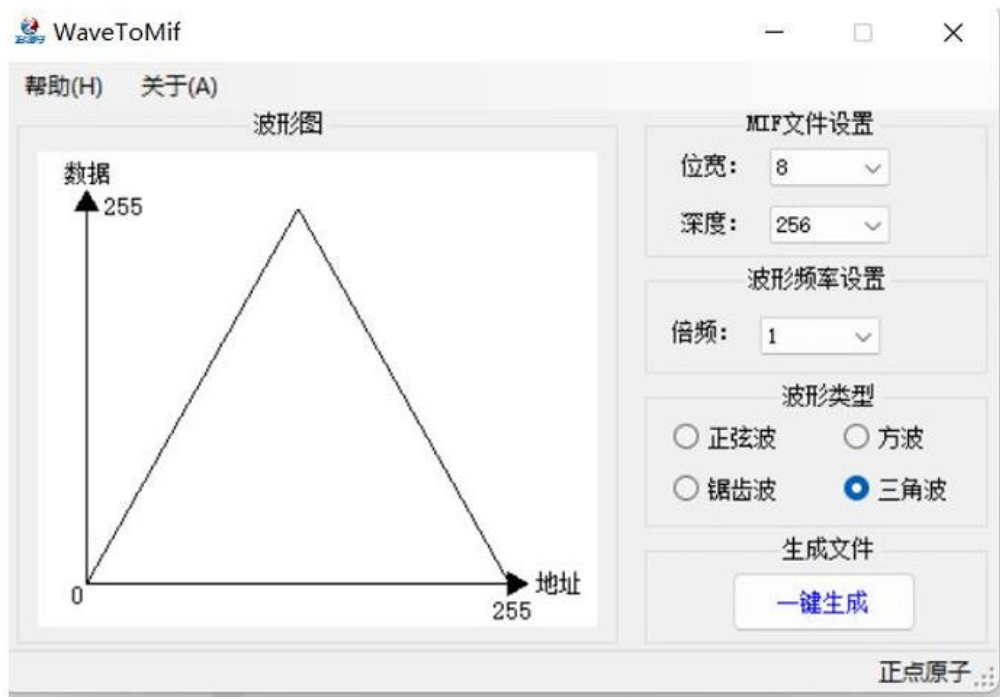 WaveToMif
帮助(H) 关于(A)
波形图
数据
255
0
地址
255
MIF文件设置
位宽： 8
深度： 256
波形频率设置
倍频： 1
波形类型
正弦波 方波
锯齿波 三角波
生成文件
一键生成
正点原子